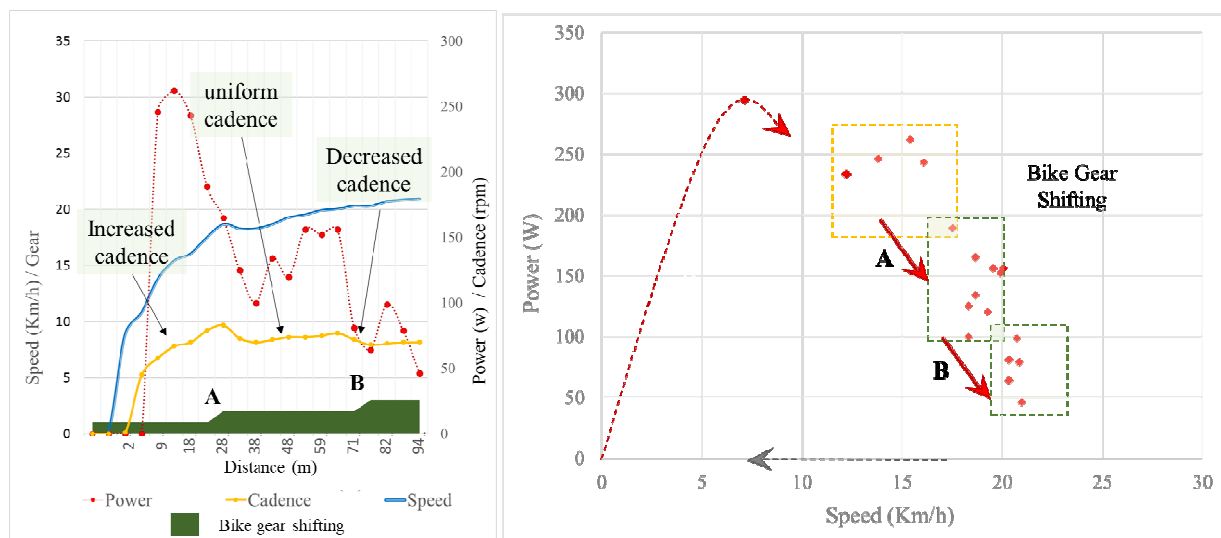 35
30
25
20
15
10
5
0
300
250
200
150
100
50
0
Speed (Km/h) / Gear
Power (w) / Cadence (rpm)
uniform
cadence
Decreased
cadence
Increased
cadence
A
B
2 9 18 28 38 48 59 71 82 94
Distance (m)
Power Cadence Speed
Bike gear shifting
350
300
250
200
150
100
50
0
Power (W)
Bike Gear
Shifting
A
B
0 5 10 15 20 25 30
Speed (Km/h)